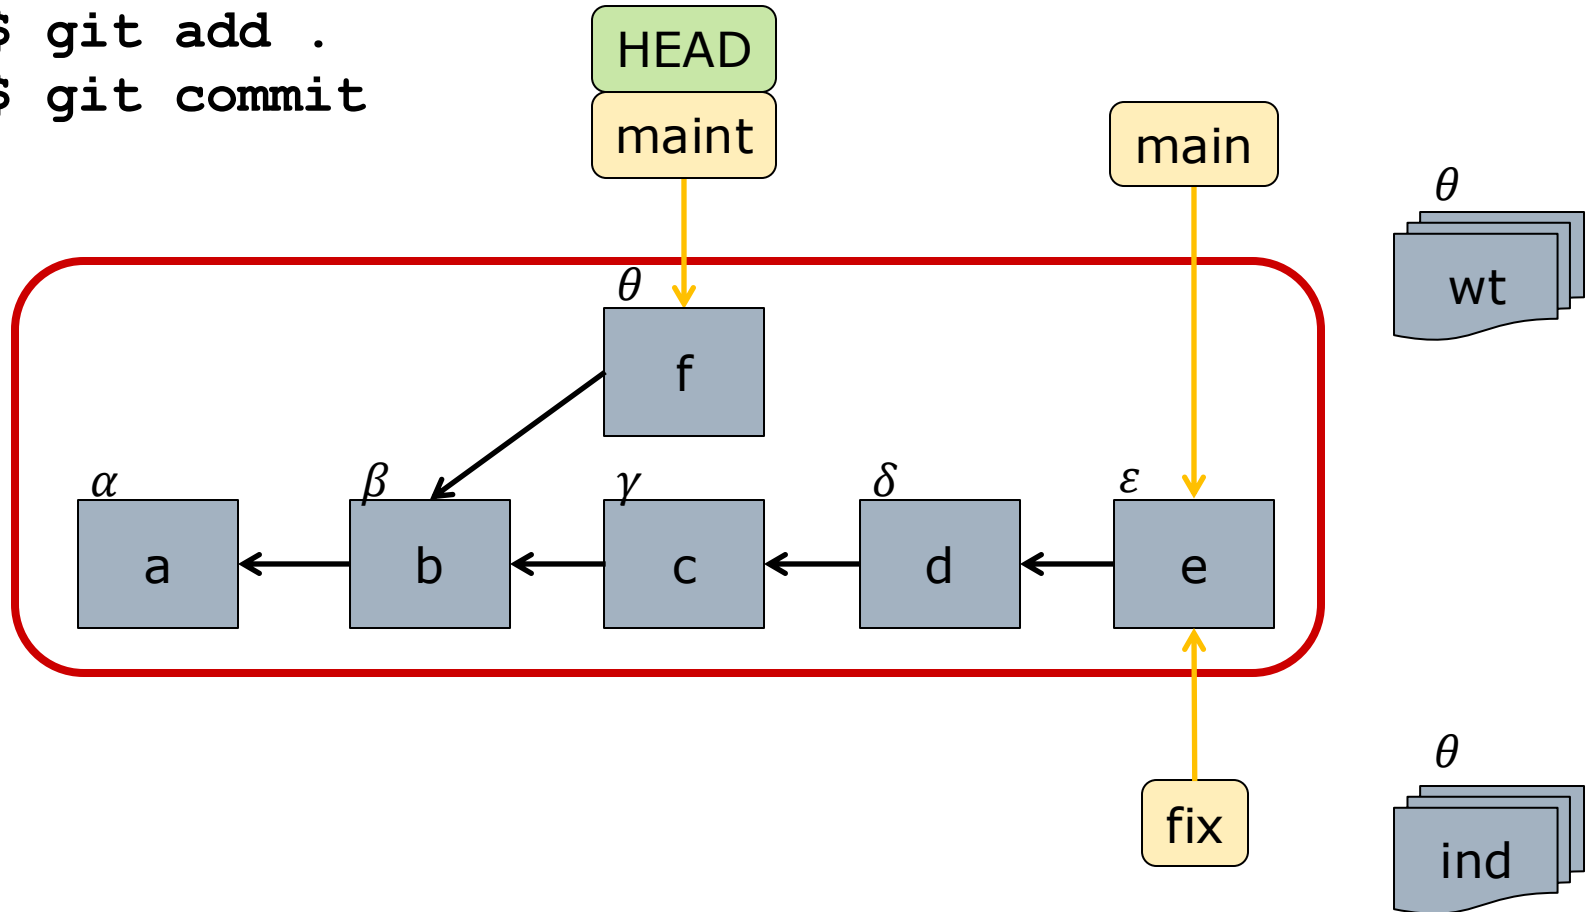 $ git add .
$ git commit
HEAD
maint
main
θ
wt
θ
f
α
β
γ
δ
ε
a
b
c
d
e
θ
fix
ind